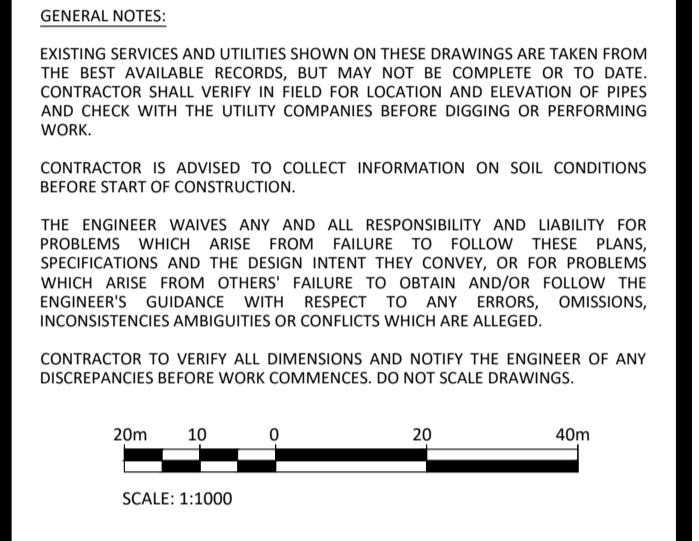 GENERAL NOTES:
EXISTING SERVICES AND UTILITIES SHOWN ON THESE DRAWINGS ARE TAKEN FROM
THE BEST AVAILABLE RECORDS, BUT MAY NOT BE COMPLETE OR TO DATE.
CONTRACTOR SHALL VERIFY IN FIELD FOR LOCATION AND ELEVATION OF PIPES
AND CHECK WITH THE UTILITY COMPANIES BEFORE DIGGING OR PERFORMING
WORK.
CONTRACTOR IS ADVISED TO COLLECT INFORMATION ON SOIL CONDITIONS
BEFORE START OF CONSTRUCTION.
THE ENGINEER WAIVES ANY AND ALL RESPONSIBILITY AND LIABILITY FOR
PROBLEMS WHICH ARISE FROM FAILURE TO FOLLOW THESE PLANS,
SPECIFICATIONS AND THE DESIGN INTENT THEY CONVEY, OR FOR PROBLEMS
WHICH ARISE FROM OTHERS' FAILURE TO OBTAIN AND/OR FOLLOW THE
ENGINEER'S GUIDANCE WITH RESPECT TO ANY ERRORS, OMISSIONS,
INCONSISTENCIES AMBIGUITIES OR CONFLICTS WHICH ARE ALLEGED.
CONTRACTOR TO VERIFY ALL DIMENSIONS AND NOTIFY THE ENGINEER OF ANY
DISCREPANCIES BEFORE WORK COMMENCES. DO NOT SCALE DRAWINGS.
20m 10 0 20 40m
SCALE: 1:1000